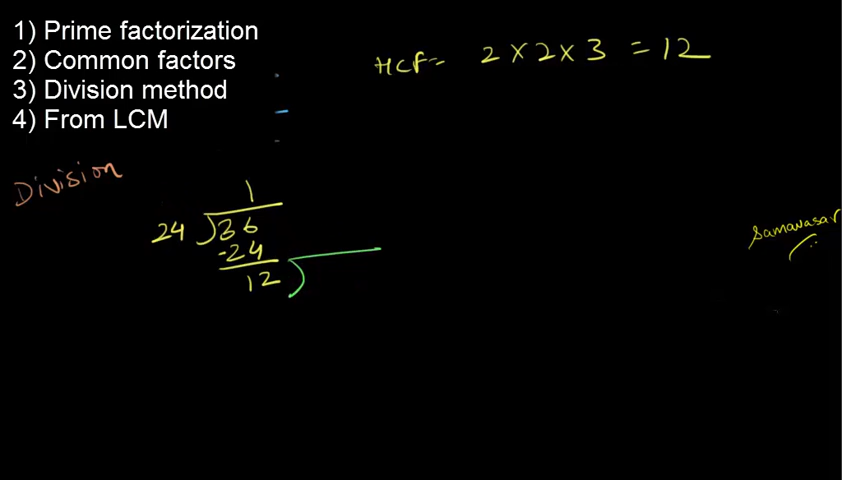 1) Prime factorization
2) Common factors
3) Division method
4) From LCM
HCF= 2×2×3 = 12
Division
1
24 ) 36
-24
12 )
Samavasar